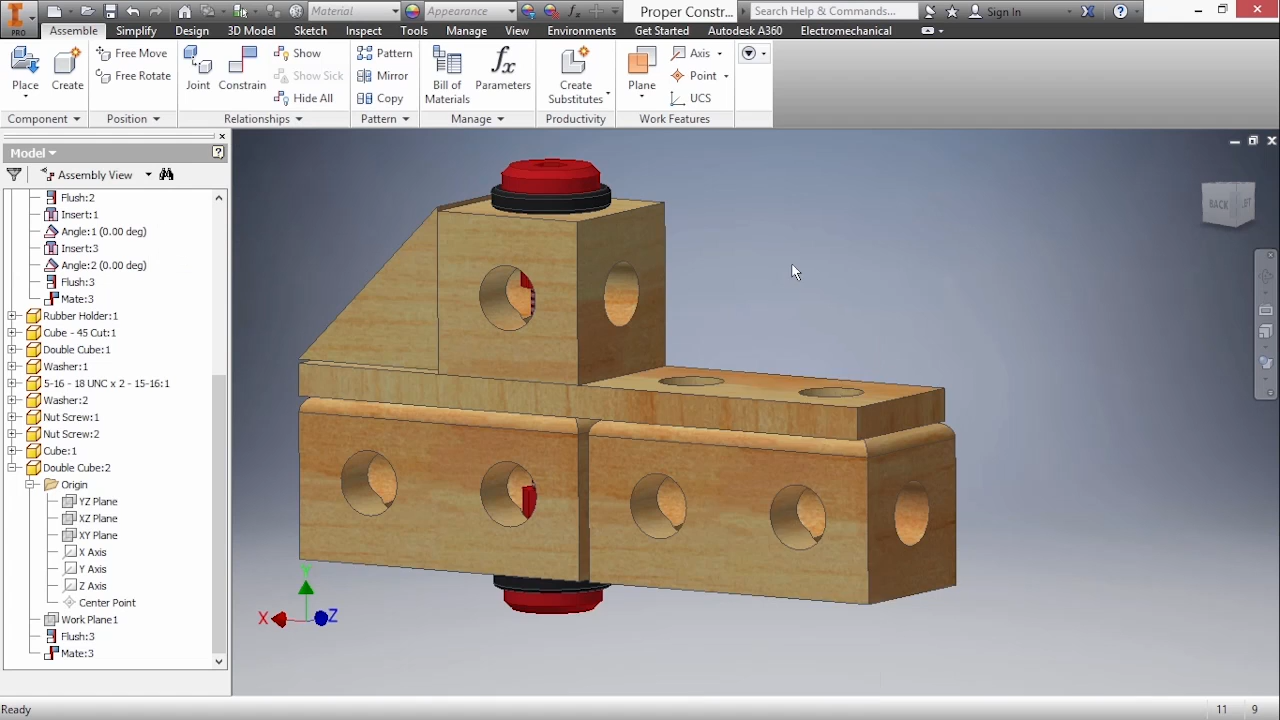 PRO
Material
Appearance
Proper Constr...
Search Help & Commands...
Sign In
Assemble
Simplify
Design
3D Model
Sketch
Inspect
Tools
Manage
View
Environments
Get Started
Autodesk A360
Electromechanical
Place
Create
Free Move
Free Rotate
Joint
Constrain
Show
Show Sick
Hide All
Pattern
Mirror
Copy
Bill of
Materials
Parameters
Create
Substitutes
Plane
Axis
Point
UCS
Component
Position
Relationships
Pattern
Manage
Productivity
Work Features
Model
Assembly View
Flush:2
Insert:1
Angle:1 (0.00 deg)
Insert:3
Angle:2 (0.00 deg)
Flush:3
Mate:3
Rubber Holder:1
Cube - 45 Cut:1
Double Cube:1
Washer:1
5-16 - 18 UNC x 2 - 15-16:1
Washer:2
Nut Screw:1
Nut Screw:2
Cube:1
Double Cube:2
Origin
YZ Plane
XZ Plane
XY Plane
X Axis
Y Axis
Z Axis
Center Point
Work Plane1
Flush:3
Mate:3
BACK
Y
X
Z
Ready
11
9